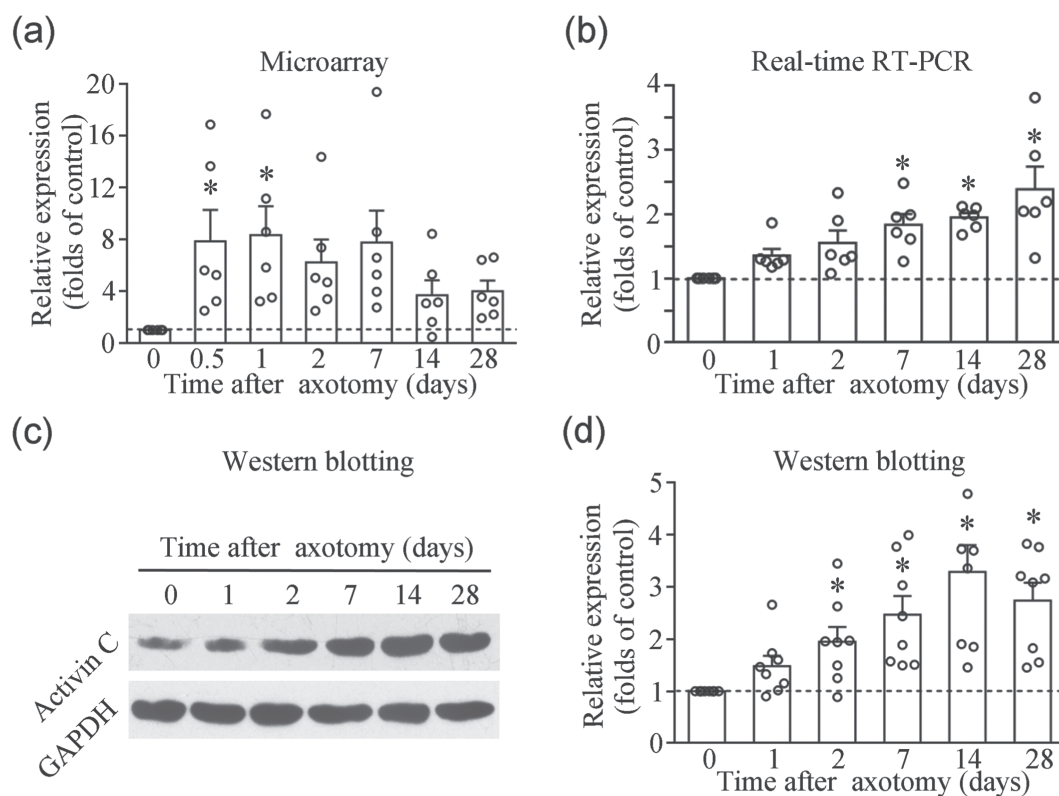 (a)
Microarray
Relative expression
(folds of control)
20
16
12
8
4
0
*
*
0 0.5 1 2 7 14 28
Time after axotomy (days)
(b)
Real-time RT-PCR
Relative expression
(folds of control)
4
3
2
1
0
*
*
*
0 1 2 7 14 28
Time after axotomy (days)
(c)
Western blotting
Time after axotomy (days)
0 1 2 7 14 28
Activin C
GAPDH
(d)
Western blotting
Relative expression
(folds of control)
5
4
3
2
1
0
*
*
*
*
0 1 2 7 14 28
Time after axotomy (days)